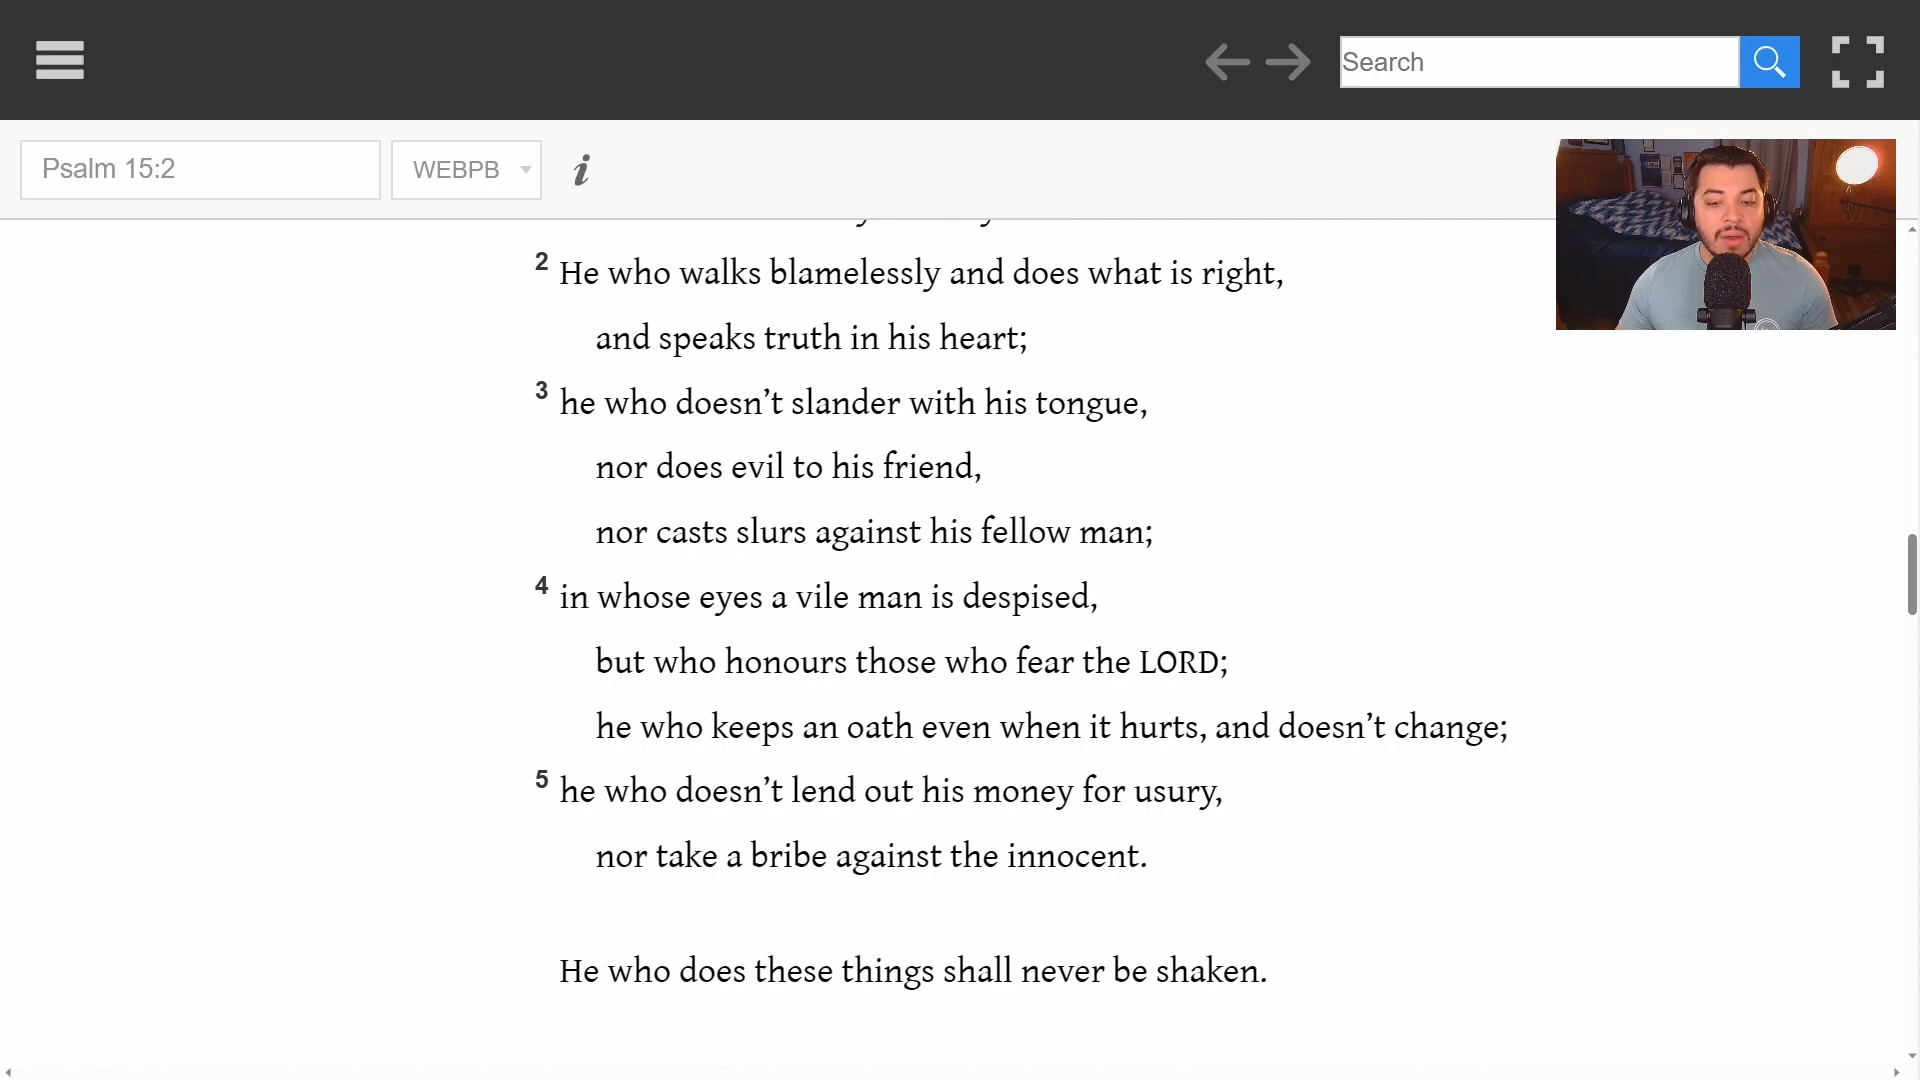 Search
Psalm 15:2
WEBPB
i
2 He who walks blamelessly and does what is right,
and speaks truth in his heart;
3 he who doesn’t slander with his tongue,
nor does evil to his friend,
nor casts slurs against his fellow man;
4 in whose eyes a vile man is despised,
but who honours those who fear the LORD;
he who keeps an oath even when it hurts, and doesn’t change;
5 he who doesn’t lend out his money for usury,
nor take a bribe against the innocent.
He who does these things shall never be shaken.